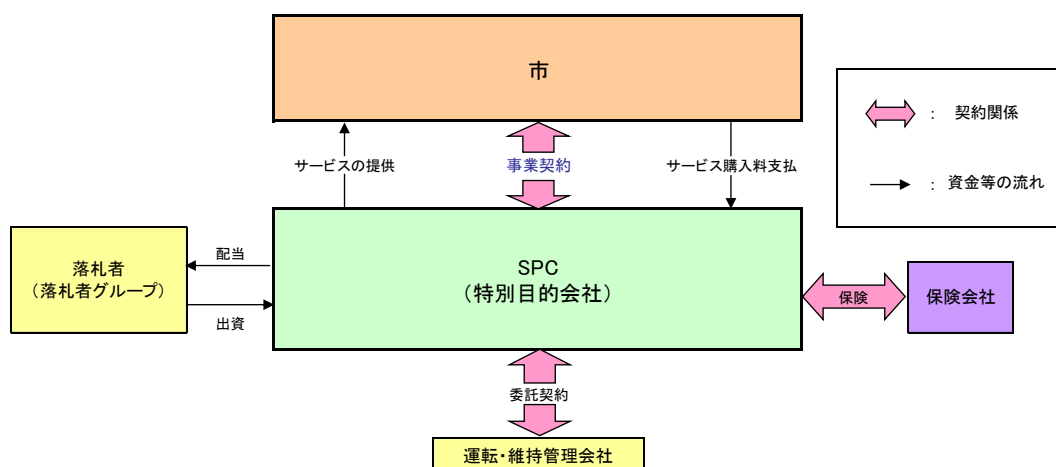 市
： 契約関係
サービスの提供
事業契約
サービス購入料支払
： 資金等の流れ
落札者
（落札者グループ）
配当
出資
SPC
（特別目的会社）
保険
保険会社
委託契約
運転・維持管理会社